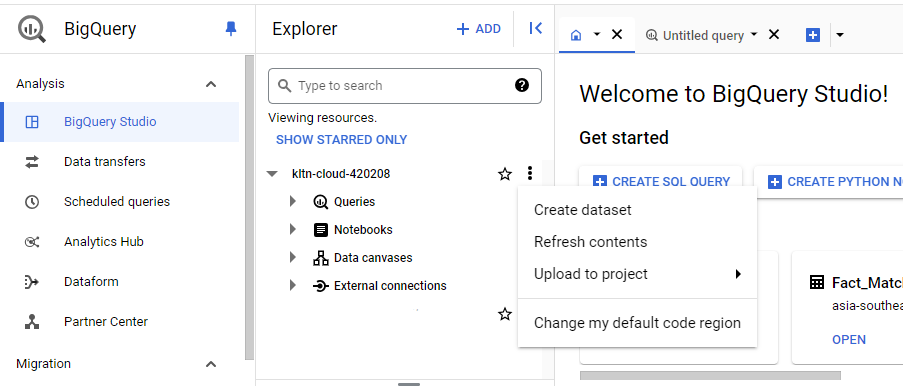 BigQuery
Analysis
BigQuery Studio
Data transfers
Scheduled queries
Analytics Hub
Dataform
Partner Center
Migration
Explorer
+ ADD
Type to search
?
Viewing resources.
SHOW STARRED ONLY
kltn-cloud-420208
Queries
Notebooks
Data canvases
External connections
Untitled query
Welcome to BigQuery Studio!
Get started
CREATE SQL QUERY
CREATE PYTHON NO
Create dataset
Refresh contents
Upload to project
Change my default code region
Fact_Matc
asia-southea
OPEN